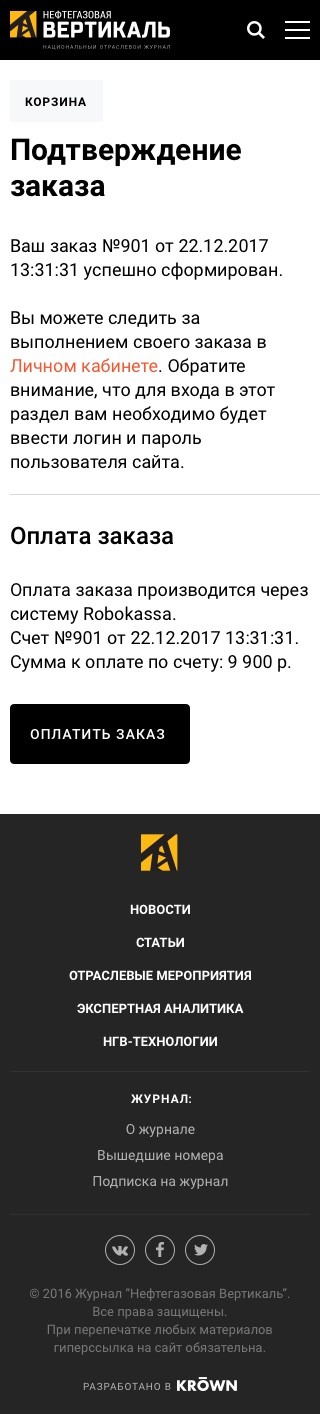 НЕФТЕГАЗОВАЯ
ВЕРТИКАЛЬ
НАЦИОНАЛЬНЫЙ ОТРАСЛЕВОЙ ЖУРНАЛ
КОРЗИНА
Подтверждение
заказа
Ваш заказ №901 от 22.12.2017
13:31:31 успешно сформирован.
Вы можете следить за
выполнением своего заказа в
Личном кабинете. Обратите
внимание, что для входа в этот
раздел вам необходимо будет
ввести логин и пароль
пользователя сайта.
Оплата заказа
Оплата заказа производится через
систему Robokassa.
Счет №901 от 22.12.2017 13:31:31.
Сумма к оплате по счету: 9 900 р.
ОПЛАТИТЬ ЗАКАЗ
НОВОСТИ
СТАТЬИ
ОТРАСЛЕВЫЕ МЕРОПРИЯТИЯ
ЭКСПЕРТНАЯ АНАЛИТИКА
НГВ-ТЕХНОЛОГИИ
ЖУРНАЛ:
О журнале
Вышедшие номера
Подписка на журнал
© 2016 Журнал “Нефтегазовая Вертикаль”.
Все права защищены.
При перепечатке любых материалов
гиперссылка на сайт обязательна.
РАЗРАБОТАНО В KRŌWN